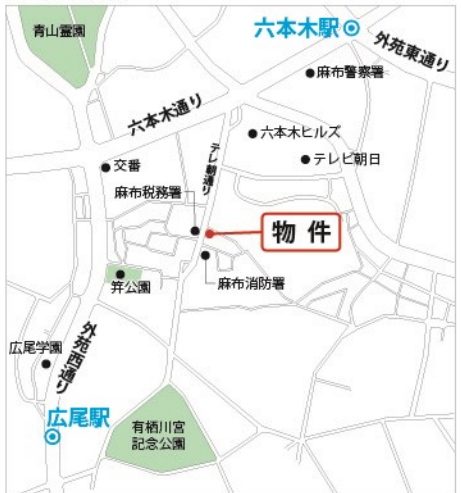 青山霊園
六本木駅
外苑東通り
麻布警察署
六本木通り
六本木ヒルズ
テレ朝通り
テレビ朝日
交番
麻布税務署
物件
麻布消防署
笄公園
外苑西通り
広尾学園
広尾駅
有栖川宮
記念公園